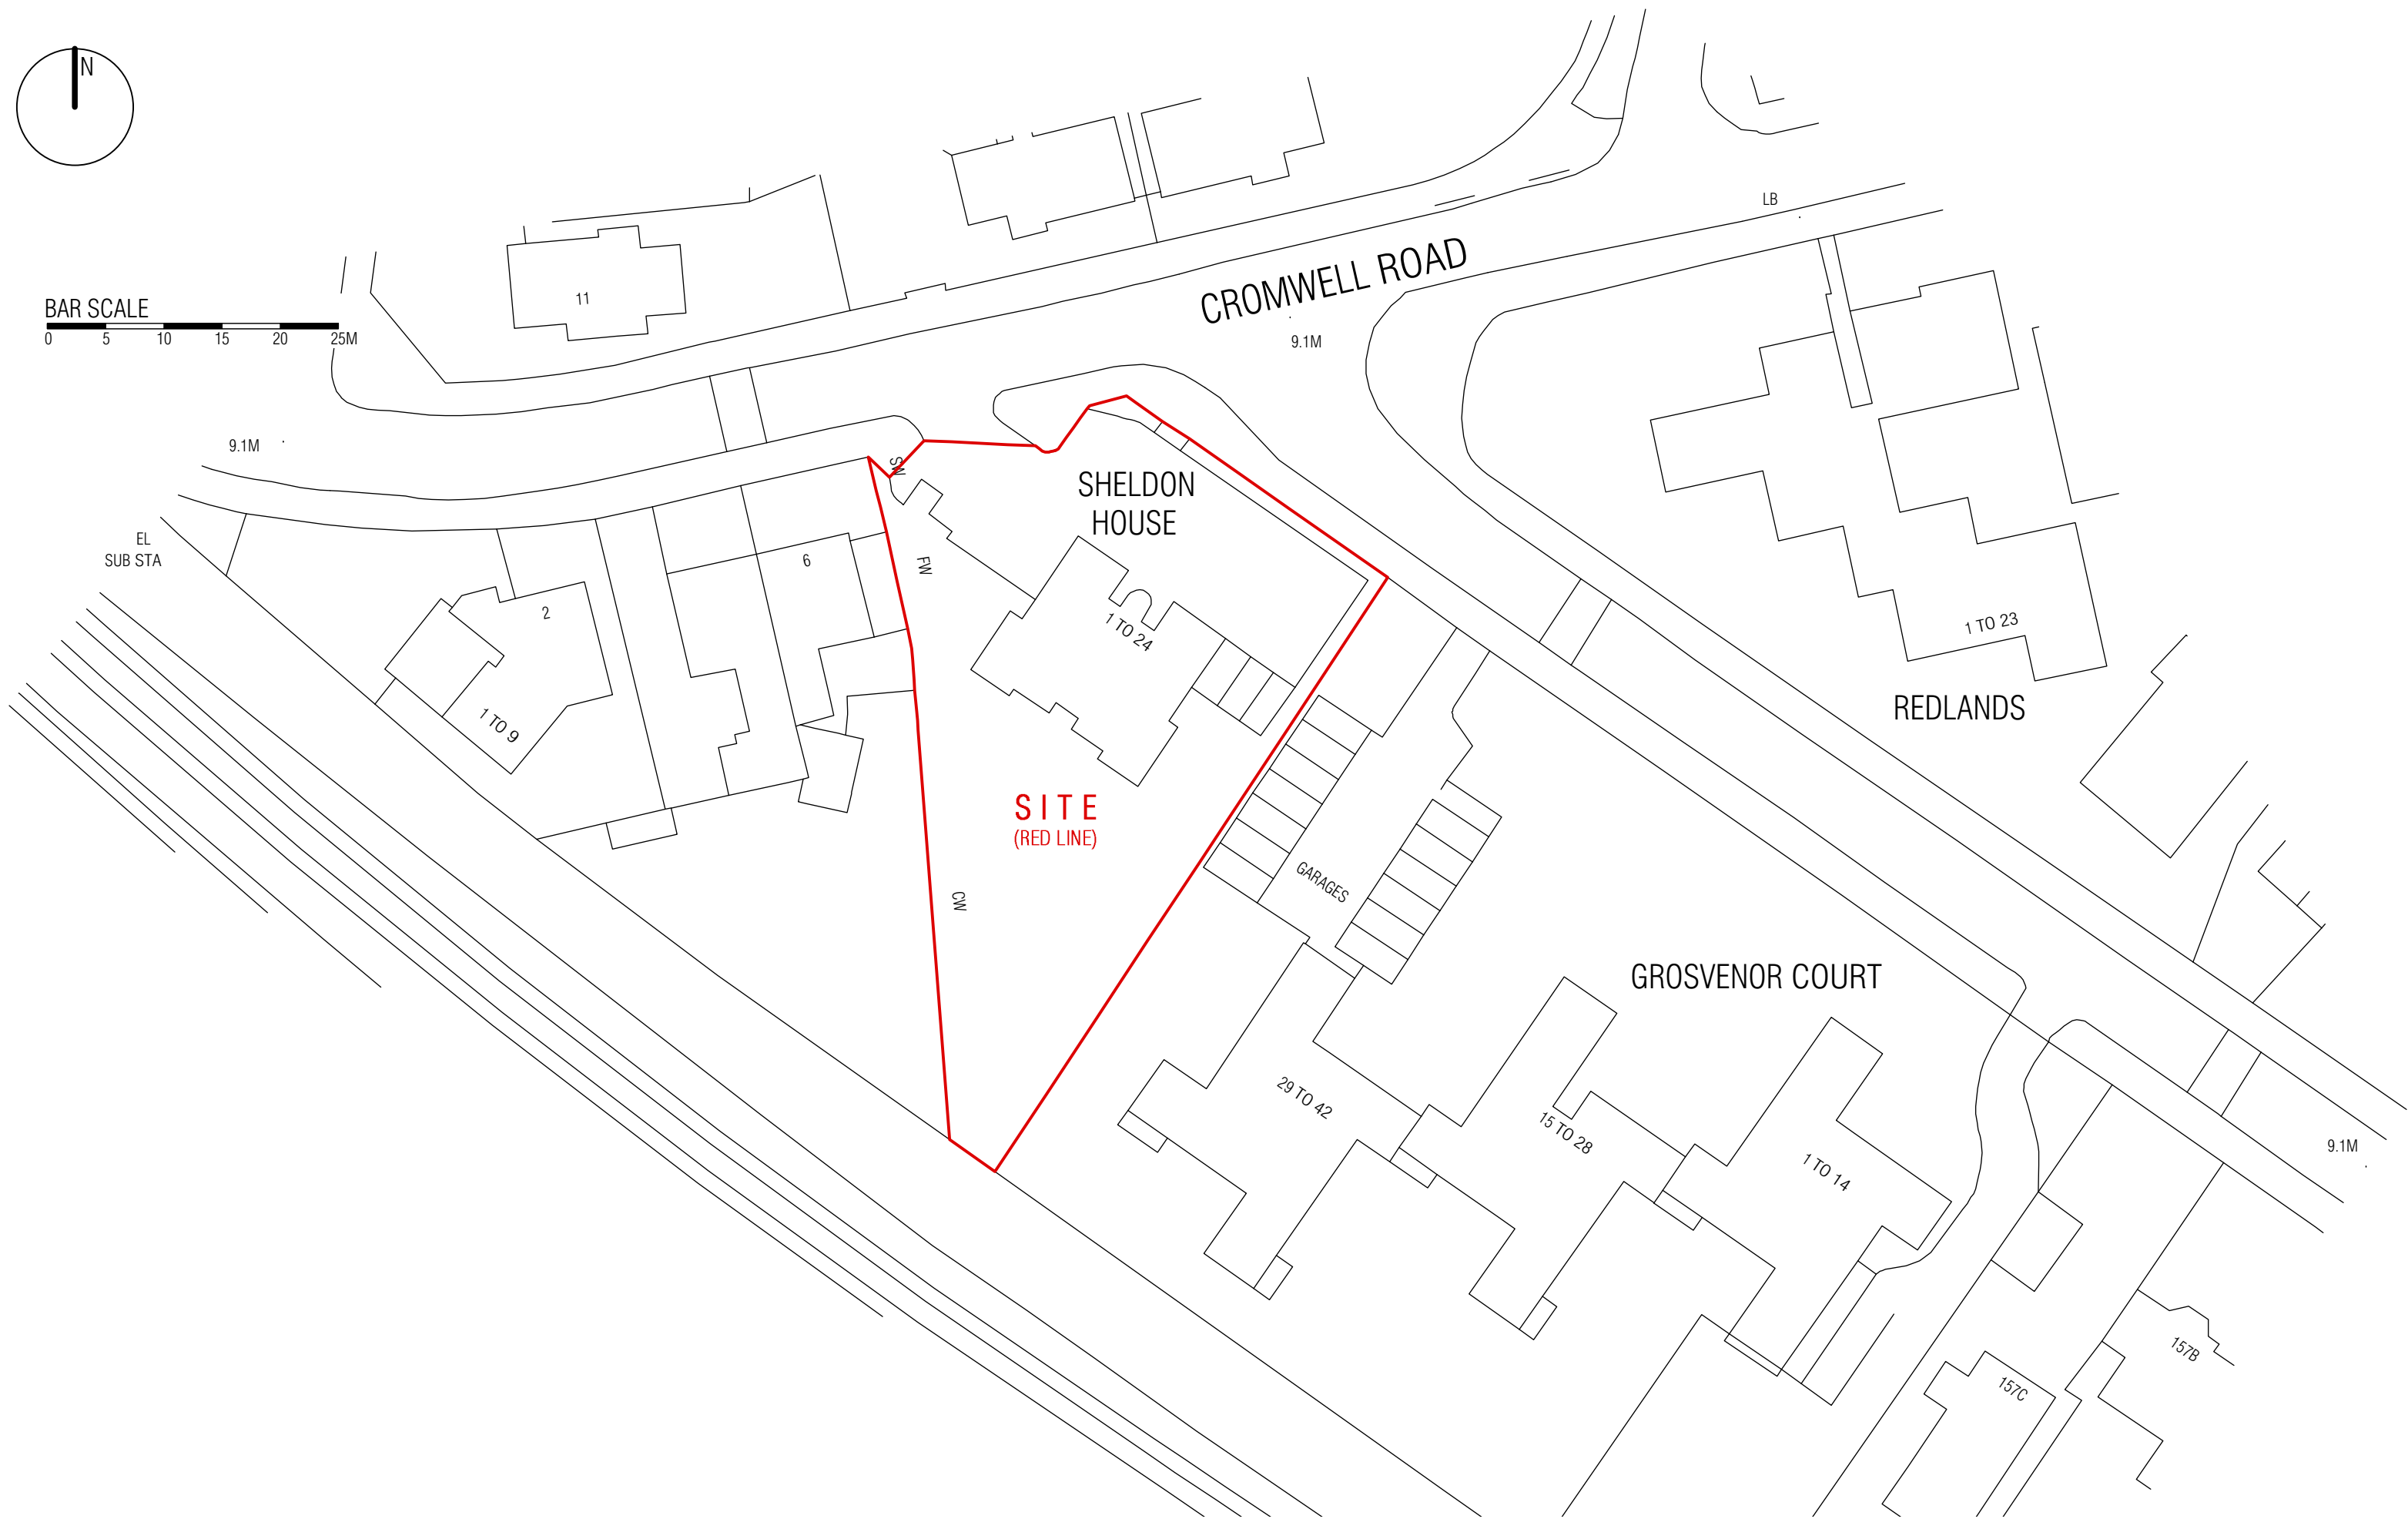 N
LB
CROMWELL ROAD
11
BAR SCALE
0 5 10 15 20 25M
9.1M
9.1M
SW
SHELDON
HOUSE
EL
SUB STA
6
FW
2
1 TO 24
1 TO 23
1 TO 9
REDLANDS
SITE
(RED LINE)
GARAGES
CW
GROSVENOR COURT
29 TO 42
15 TO 28
1 TO 14
9.1M
157B
157C